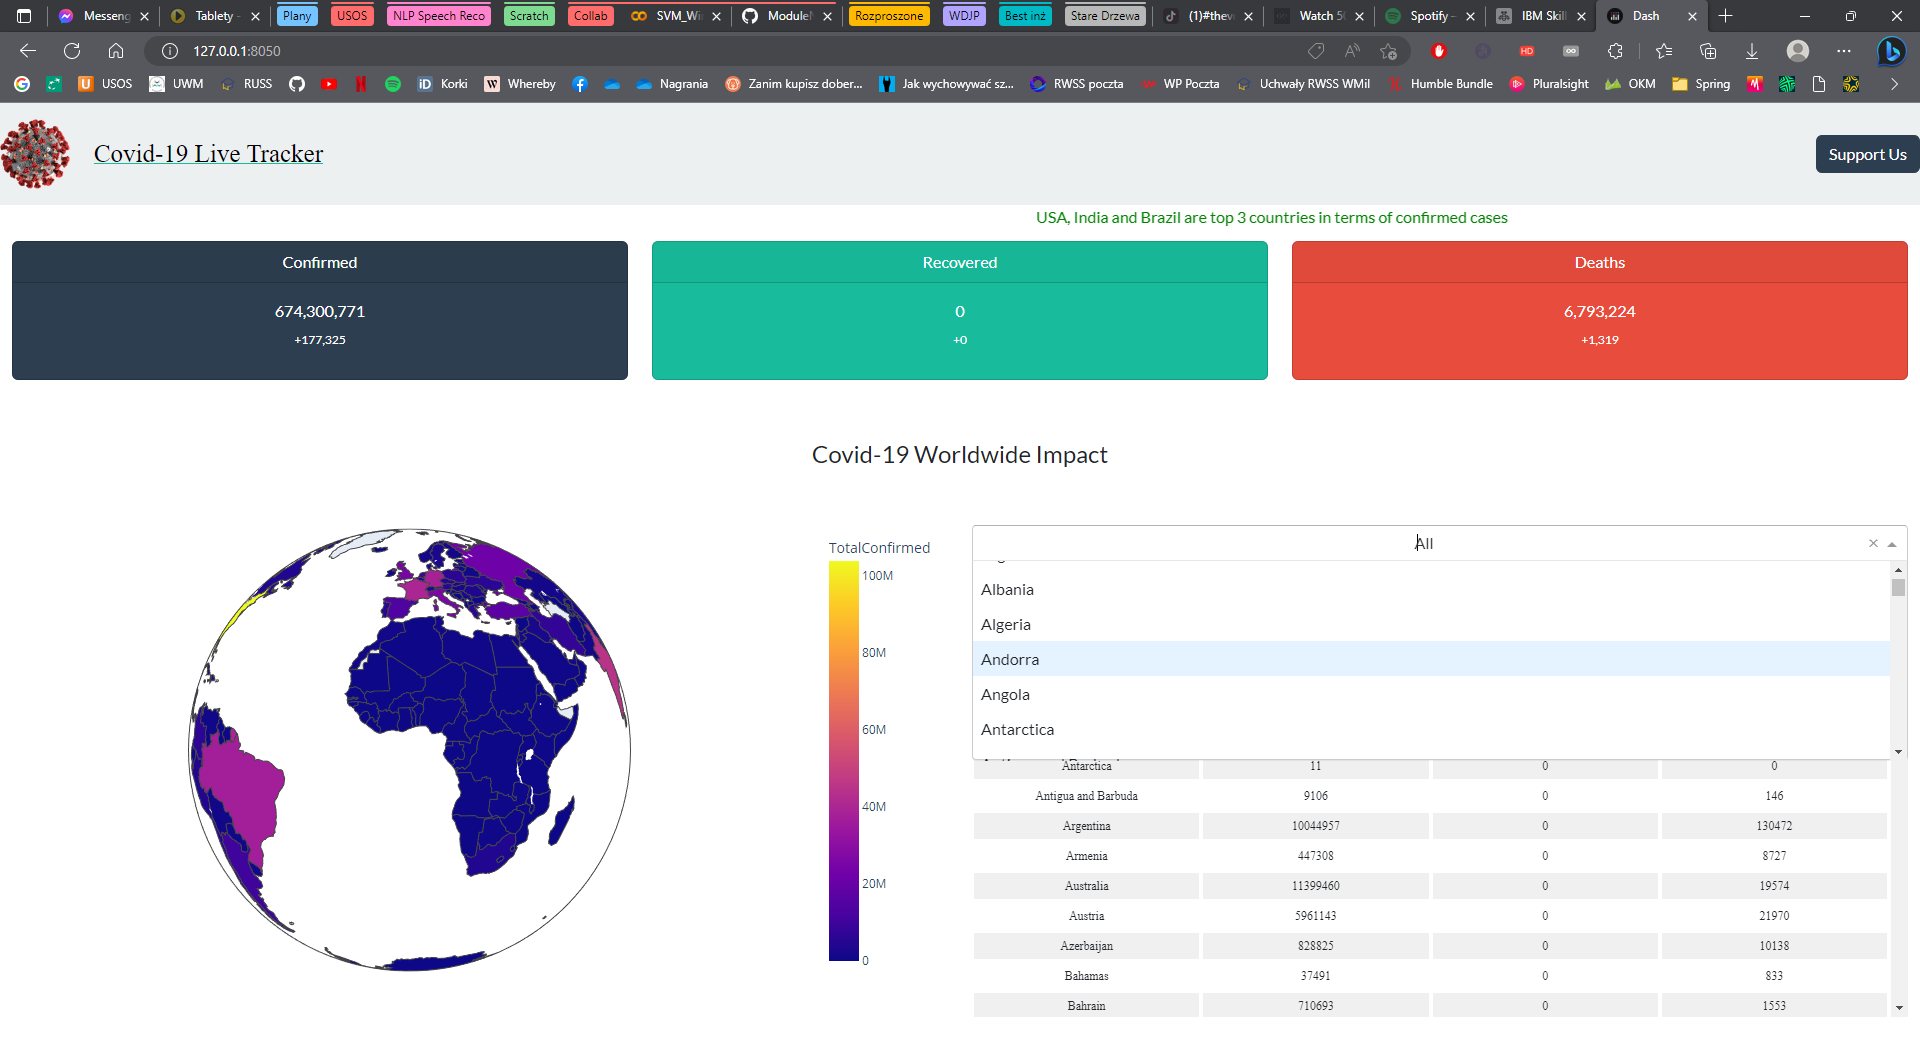 Messeng
Tablety -
Plany
USOS
NLP Speech Reco
Scratch
Collab
SVM_Wi
Module
Rozproszone
WDJP
Best inż
Stare Drzewa
(1)#thev
Watch 5
Spotify -
IBM Skil
Dash
127.0.0.1:8050
USOS
UWM
RUSS
Korki
Whereby
Nagrania
Zanim kupisz dober...
Jak wychowywać sz...
RWSS poczta
WP Poczta
Uchwały RWSS WMiI
Humble Bundle
Pluralsight
OKM
Spring
Covid-19 Live Tracker
Support Us
USA, India and Brazil are top 3 countries in terms of confirmed cases
Confirmed
674,300,771
+177,325
Recovered
0
+0
Deaths
6,793,224
+1,319
Covid-19 Worldwide Impact
TotalConfirmed
100M
80M
60M
40M
20M
0
All
Albania
Algeria
Andorra
Angola
Antarctica
Antarctica 11 0 0
Antigua and Barbuda 9106 0 146
Argentina 10044957 0 130472
Armenia 447308 0 8727
Australia 11399460 0 19574
Austria 5961143 0 21970
Azerbaijan 828825 0 10138
Bahamas 37491 0 833
Bahrain 710693 0 1553